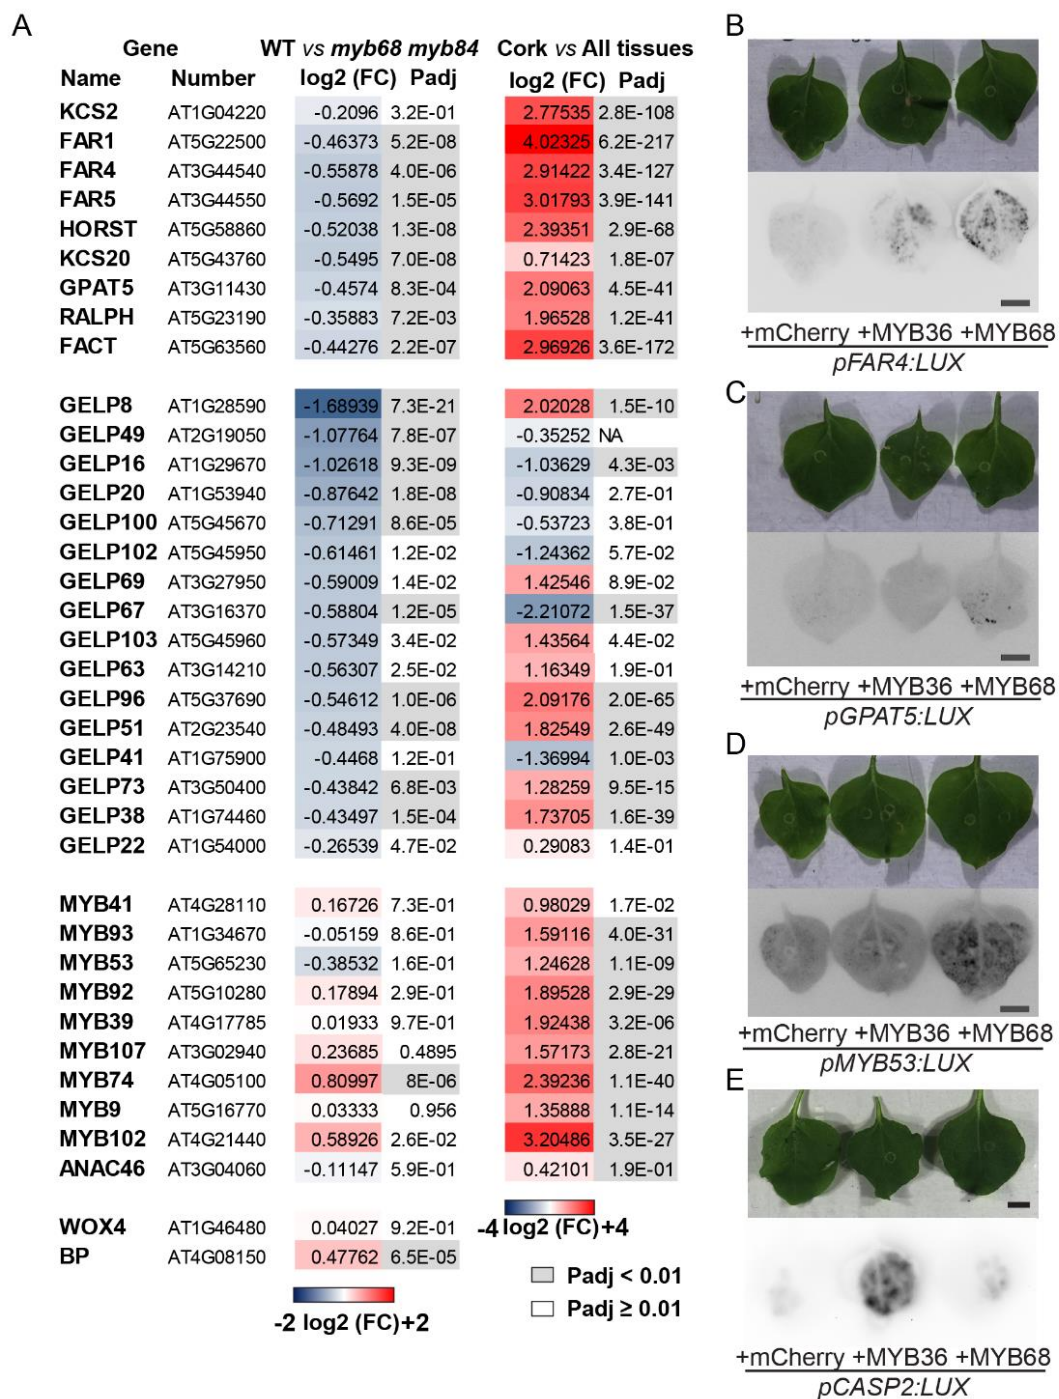 A
Gene WT vs myb68 myb84 Cork vs All tissues
Name Number log2 (FC) Padj log2 (FC) Padj
KCS2 AT1G04220 -0.2096 3.2E-01 2.77535 2.8E-108
FAR1 AT5G22500 -0.46373 5.2E-08 4.02325 6.2E-217
FAR4 AT3G44540 -0.55878 4.0E-06 2.91422 3.4E-127
FAR5 AT3G44550 -0.5692 1.5E-05 3.01793 3.9E-141
HORST AT5G58860 -0.52038 1.3E-08 2.39351 2.9E-68
KCS20 AT5G43760 -0.5495 7.0E-08 0.71423 1.8E-07
GPAT5 AT3G11430 -0.4574 8.3E-04 2.09063 4.5E-41
RALPH AT5G23190 -0.35883 7.2E-03 1.96528 1.2E-41
FACT AT5G63560 -0.44276 2.2E-07 2.96926 3.6E-172
GELP8 AT1G28590 -1.68939 7.3E-21 2.02028 1.5E-10
GELP49 AT2G19050 -1.07764 7.8E-07 -0.35252 NA
GELP16 AT1G29670 -1.02618 9.3E-09 -1.03629 4.3E-03
GELP20 AT1G53940 -0.87642 1.8E-08 -0.90834 2.7E-01
GELP100 AT5G45670 -0.71291 8.6E-05 -0.53723 3.8E-01
GELP102 AT5G45950 -0.61461 1.2E-02 -1.24362 5.7E-02
GELP69 AT3G27950 -0.59009 1.4E-02 1.42546 8.9E-02
GELP67 AT3G16370 -0.58804 1.2E-05 -2.21072 1.5E-37
GELP103 AT5G45960 -0.57349 3.4E-02 1.43564 4.4E-02
GELP63 AT3G14210 -0.56307 2.5E-02 1.16349 1.9E-01
GELP96 AT5G37690 -0.54612 1.0E-06 2.09176 2.0E-65
GELP51 AT2G23540 -0.48493 4.0E-08 1.82549 2.6E-49
GELP41 AT1G75900 -0.4468 1.2E-01 -1.36994 1.0E-03
GELP73 AT3G50400 -0.43842 6.8E-03 1.28259 9.5E-15
GELP38 AT1G74460 -0.43497 1.5E-04 1.73705 1.6E-39
GELP22 AT1G54000 -0.26539 4.7E-02 0.29083 1.4E-01
MYB41 AT4G28110 0.16726 7.3E-01 0.98029 1.7E-02
MYB93 AT1G34670 -0.05159 8.6E-01 1.59116 4.0E-31
MYB53 AT5G65230 -0.38532 1.6E-01 1.24628 1.1E-09
MYB92 AT5G10280 0.17894 2.9E-01 1.89528 2.9E-29
MYB39 AT4G17785 0.01933 9.7E-01 1.92438 3.2E-06
MYB107 AT3G02940 0.23685 0.4895 1.57173 2.8E-21
MYB74 AT4G05100 0.80997 8E-06 2.39236 1.1E-40
MYB9 AT5G16770 0.03333 0.956 1.35888 1.1E-14
MYB102 AT4G21440 0.58926 2.6E-02 3.20486 3.5E-27
ANAC46 AT3G04060 -0.11147 5.9E-01 0.42101 1.9E-01
WOX4 AT1G46480 0.04027 9.2E-01
BP AT4G08150 0.47762 6.5E-05
-2 log2 (FC)+2
-4 log2 (FC)+4
Padj < 0.01
Padj ≥ 0.01
B
+mCherry +MYB36 +MYB68
pFAR4:LUX
C
+mCherry +MYB36 +MYB68
pGPAT5:LUX
D
+mCherry +MYB36 +MYB68
pMYB53:LUX
E
+mCherry +MYB36 +MYB68
pCASP2:LUX